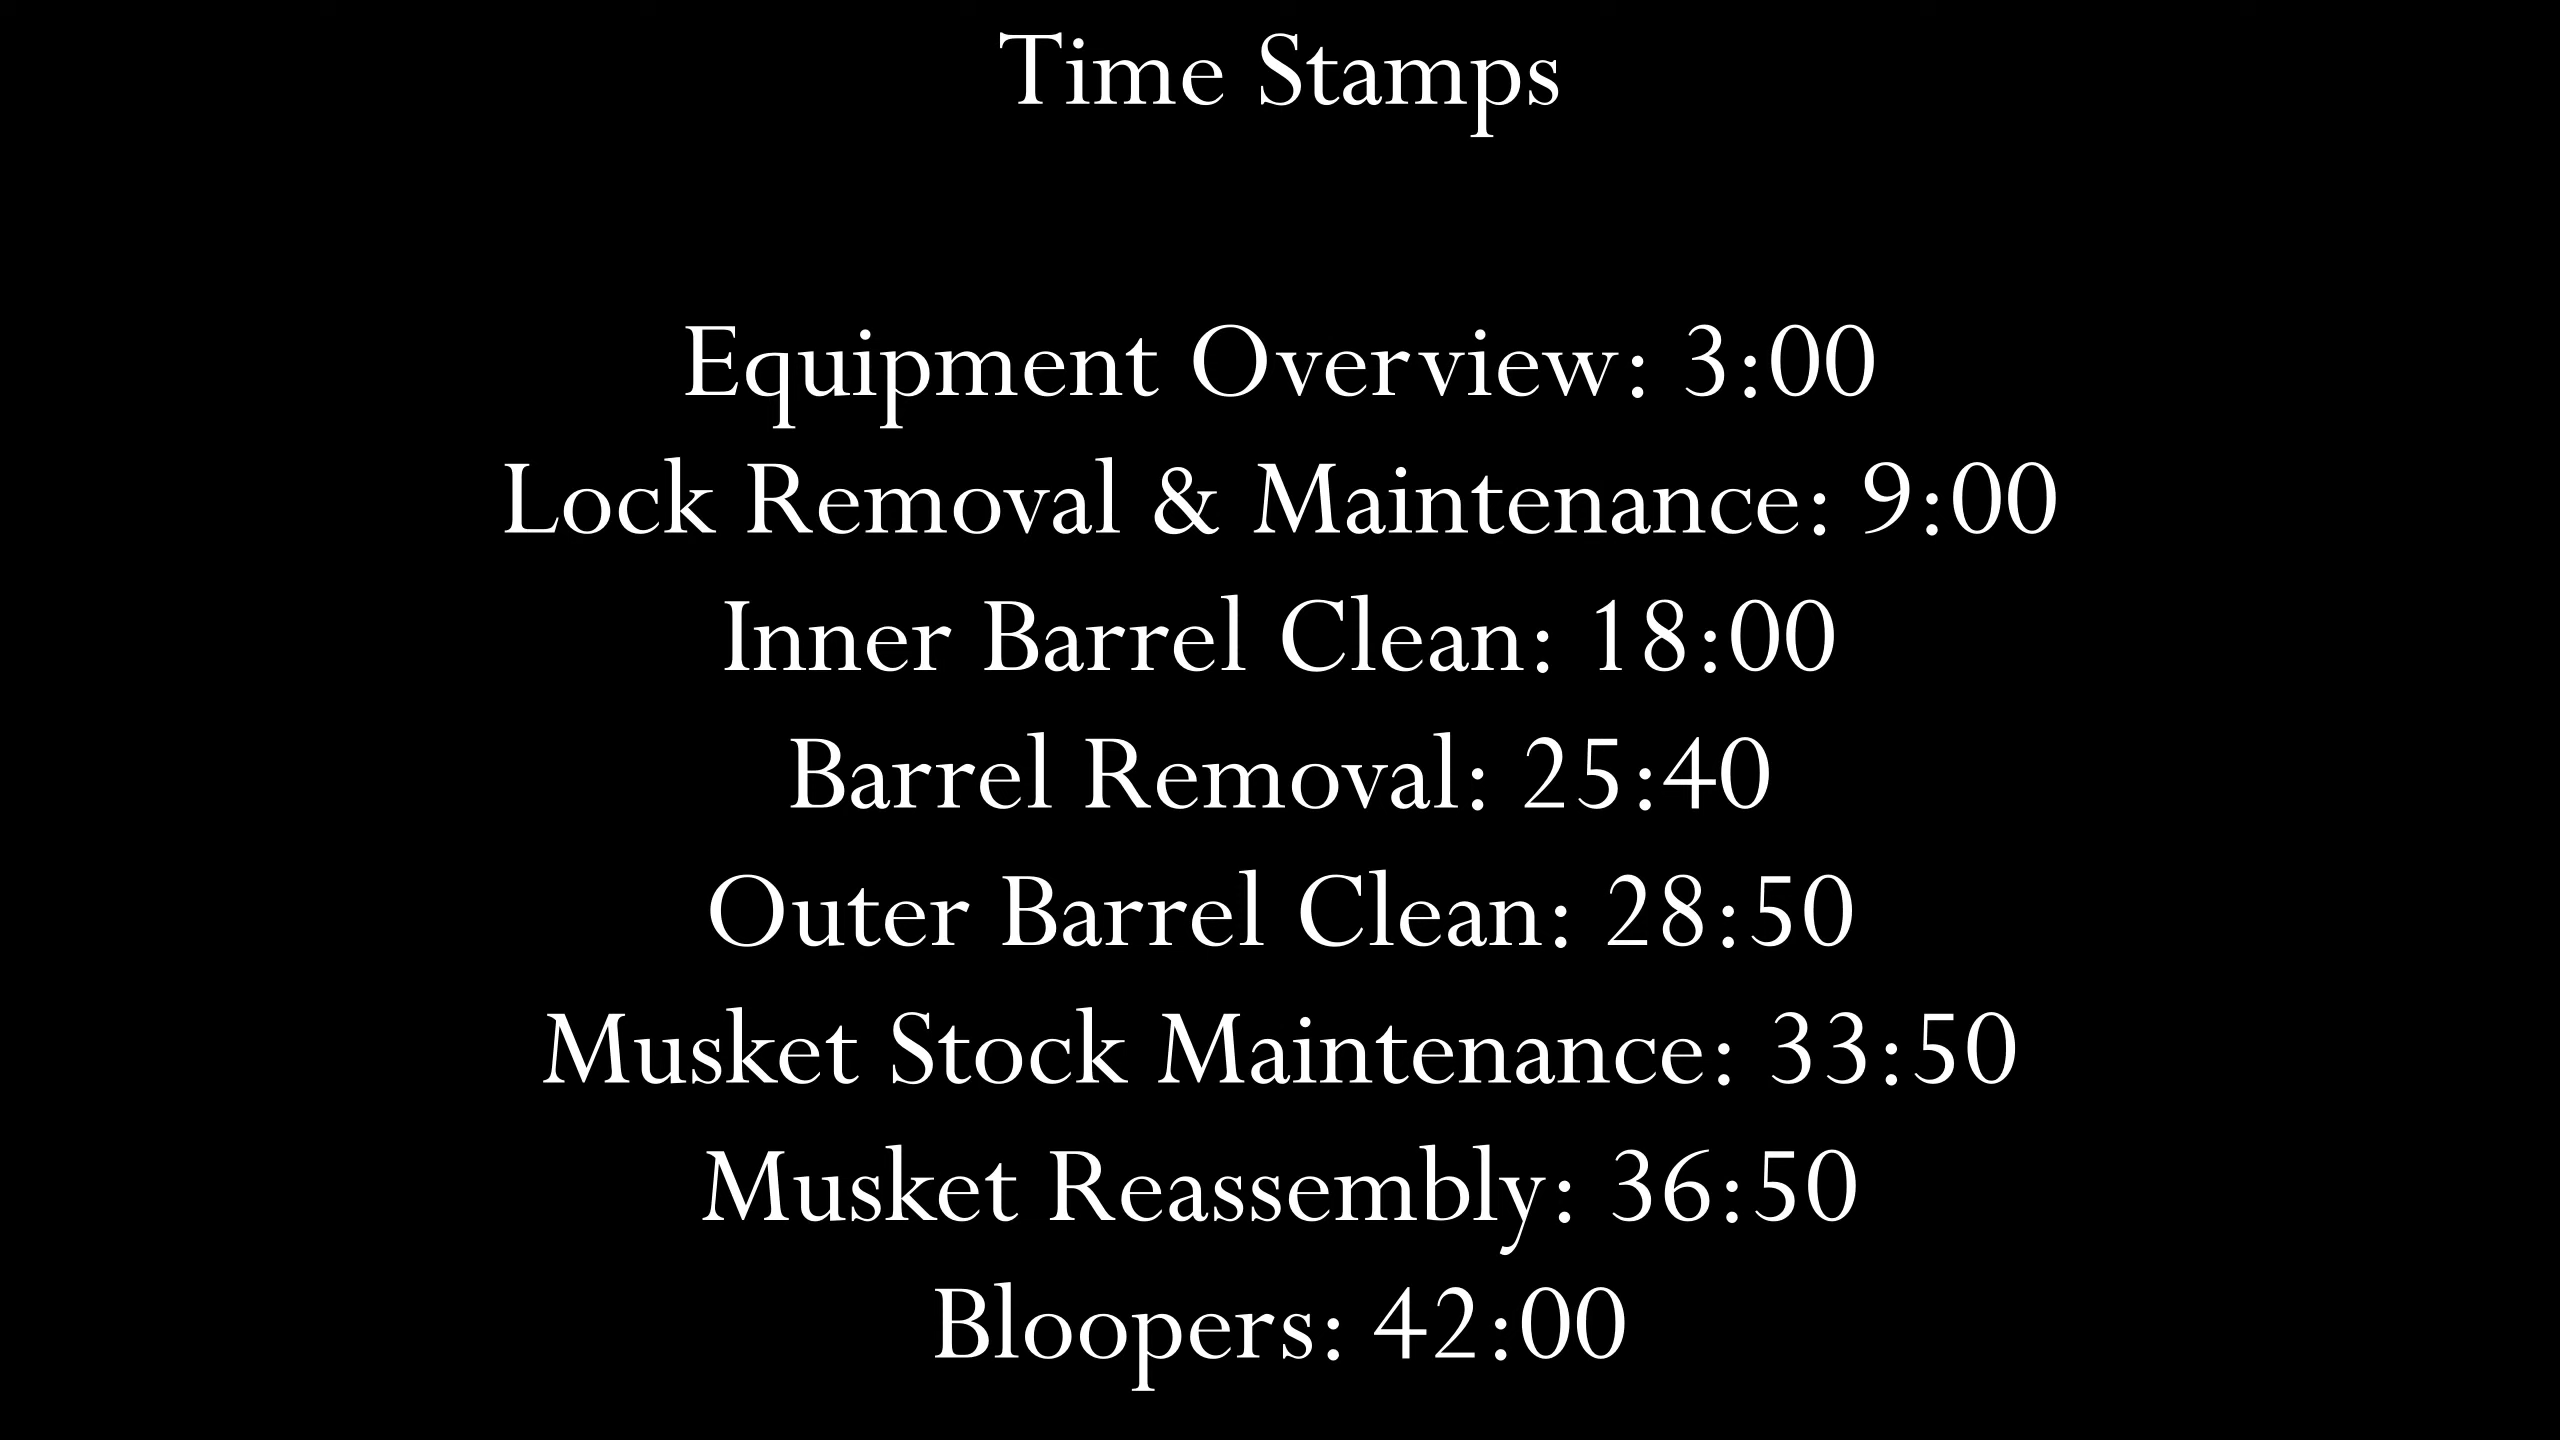 Time Stamps
Equipment Overview: 3:00
Lock Removal & Maintenance: 9:00
Inner Barrel Clean: 18:00
Barrel Removal: 25:40
Outer Barrel Clean: 28:50
Musket Stock Maintenance: 33:50
Musket Reassembly: 36:50
Bloopers: 42:00